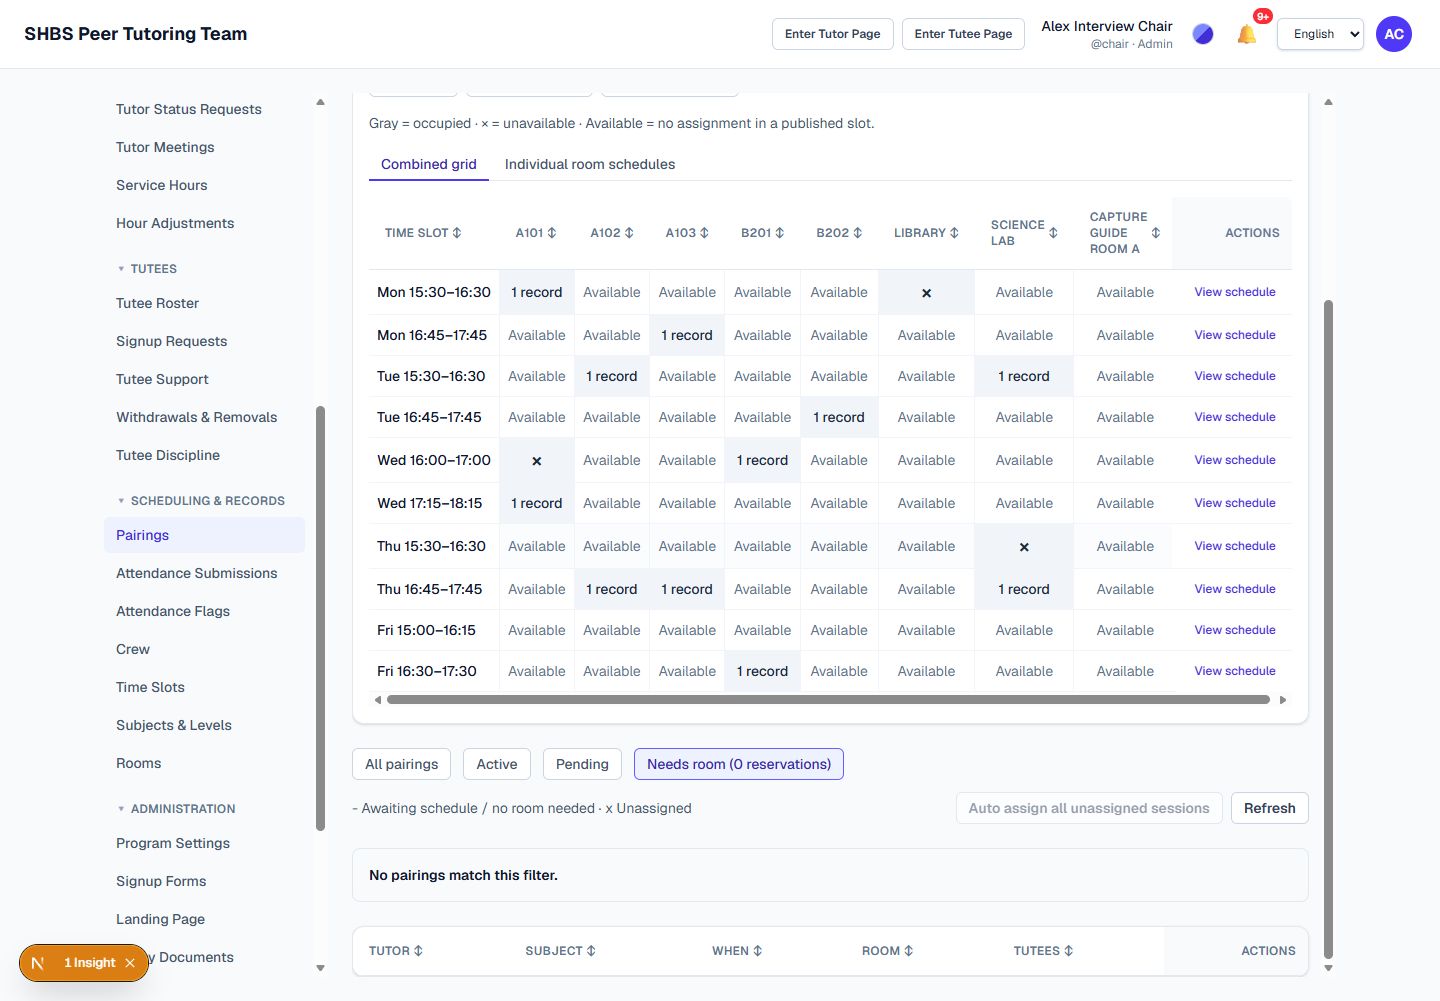 SHBS Peer Tutoring Team
Enter Tutor Page
Enter Tutee Page
Alex Interview Chair
@chair · Admin
9+
English
AC
Tutor Status Requests
Tutor Meetings
Service Hours
Hour Adjustments
TUTEES
Tutee Roster
Signup Requests
Tutee Support
Withdrawals & Removals
Tutee Discipline
SCHEDULING & RECORDS
Pairings
Attendance Submissions
Attendance Flags
Crew
Time Slots
Subjects & Levels
Rooms
ADMINISTRATION
Program Settings
Signup Forms
Landing Page
y Documents
N 1 Insight ×
Gray = occupied · × = unavailable · Available = no assignment in a published slot.
Combined grid Individual room schedules
TIME SLOT A101 A102 A103 B201 B202 LIBRARY SCIENCE LAB CAPTURE GUIDE ROOM A ACTIONS
Mon 15:30–16:30 1 record Available Available Available Available × Available Available View schedule
Mon 16:45–17:45 Available Available 1 record Available Available Available Available Available View schedule
Tue 15:30–16:30 Available 1 record Available Available Available Available 1 record Available View schedule
Tue 16:45–17:45 Available Available Available Available 1 record Available Available Available View schedule
Wed 16:00–17:00 × Available Available 1 record Available Available Available Available View schedule
Wed 17:15–18:15 1 record Available Available Available Available Available Available Available View schedule
Thu 15:30–16:30 Available Available Available Available Available Available × Available View schedule
Thu 16:45–17:45 Available 1 record 1 record Available Available Available 1 record Available View schedule
Fri 15:00–16:15 Available Available Available Available Available Available Available Available View schedule
Fri 16:30–17:30 Available Available Available 1 record Available Available Available Available View schedule
All pairings Active Pending Needs room (0 reservations)
- Awaiting schedule / no room needed · x Unassigned
Auto assign all unassigned sessions Refresh
No pairings match this filter.
TUTOR SUBJECT WHEN ROOM TUTEES ACTIONS